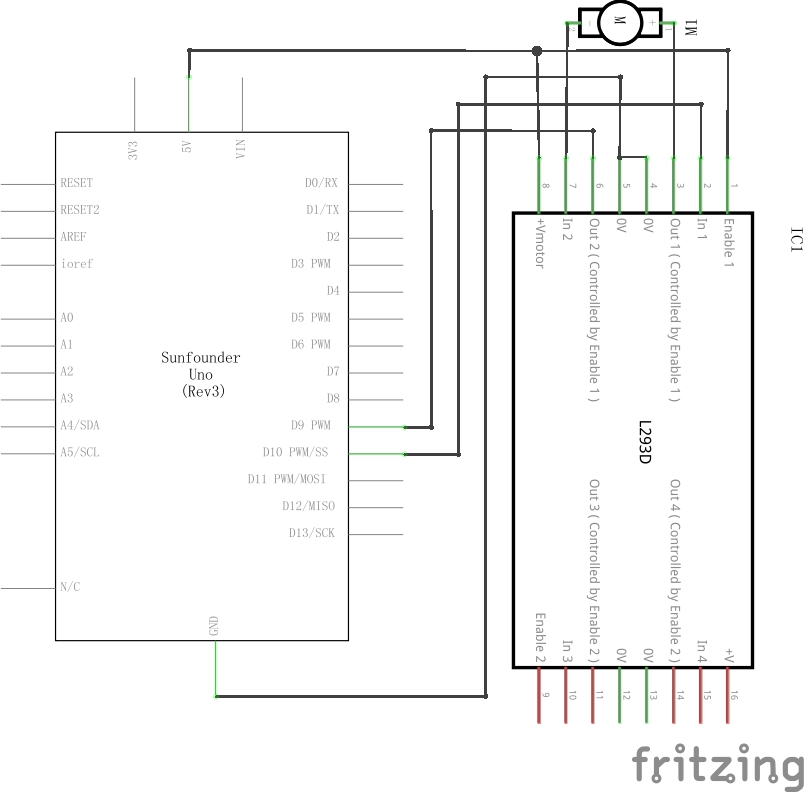 M
-
+
2
1
M1
3V3
5V
VIN
RESET
RESET2
AREF
ioref
A0
A1
A2
A3
A4/SDA
A5/SCL
N/C
D0/RX
D1/TX
D2
D3 PWM
D4
D5 PWM
D6 PWM
D7
D8
D9 PWM
D10 PWM/SS
D11 PWM/MOSI
D12/MISO
D13/SCK
Sunfounder
Uno
(Rev3)
GND
8
7
6
5
4
3
2
1
+Vmotor
In 2
Out 2 ( Controlled by Enable 1 )
0V
0V
Out 1 ( Controlled by Enable 1 )
In 1
Enable 1
IC1
L293D
Enable 2
In 3
Out 3 ( Controlled by Enable 2 )
0V
0V
Out 4 ( Controlled by Enable 2 )
In 4
+V
9
10
11
12
13
14
15
16
fritzing